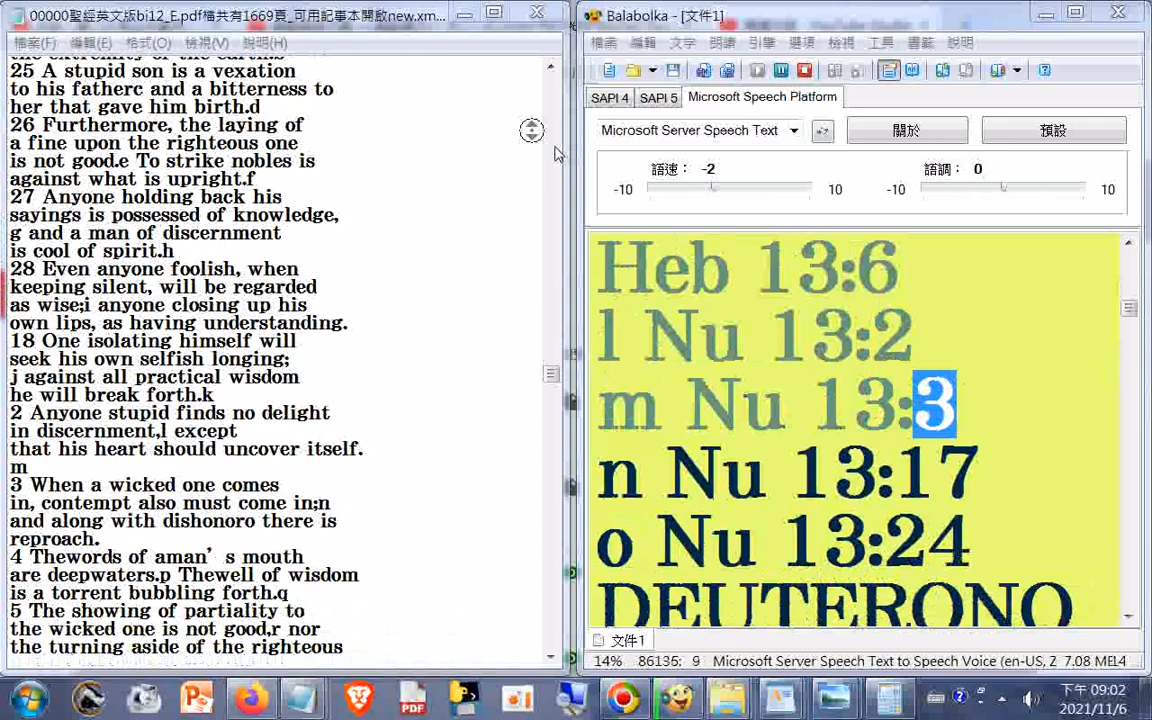 00000聖經英文版bi12_E.pdf檔共有1669頁_可用記事本開啟new.xm...
檔案(F) 編輯(E) 格式(O) 檢視(V) 說明(H)
25 A stupid son is a vexation
to his fatherc and a bitterness to
her that gave him birth.d
26 Furthermore, the laying of
a fine upon the righteous one
is not good.e To strike nobles is
against what is upright.f
27 Anyone holding back his
sayings is possessed of knowledge,
g and a man of discernment
is cool of spirit.h
28 Even anyone foolish, when
keeping silent, will be regarded
as wise;i anyone closing up his
own lips, as having understanding.
18 One isolating himself will
seek his own selfish longing;
j against all practical wisdom
he will break forth.k
2 Anyone stupid finds no delight
in discernment,l except
that his heart should uncover itself.
m
3 When a wicked one comes
in, contempt also must come in;n
and along with dishonoro there is
reproach.
4 Thewords of aman’s mouth
are deepwaters.p Thewell of wisdom
is a torrent bubbling forth.q
5 The showing of partiality to
the wicked one is not good,r nor
the turning aside of the righteous
Balabolka - [文件1]
檔案 編輯 文字 朗讀 引擎 選項 檢視 工具 書籤 說明
SAPI 4 SAPI 5 Microsoft Speech Platform
Microsoft Server Speech Text 關於 預設
語速： -2 語調： 0
-10 10 -10 10
Heb 13:6
l Nu 13:2
m Nu 13:3
n Nu 13:17
o Nu 13:24
DEUTERONO
文件1
14% 86135: 9 Microsoft Server Speech Text to Speech Voice (en-US, 2 7.08 ME
PDF
下午 09:02
2021/11/6